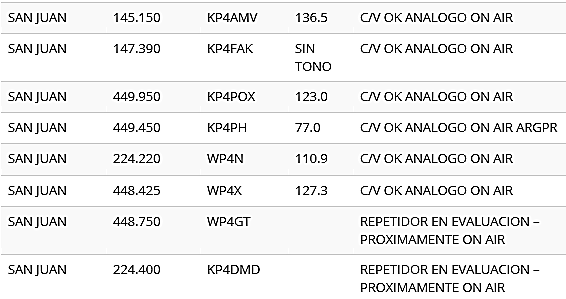 SAN JUAN 145.150 KP4AMV 136.5 C/V OK ANALOGO ON AIR
SAN JUAN 147.390 KP4FAK SIN C/V OK ANALOGO ON AIR
TONO
SAN JUAN 449.950 KP4POX 123.0 C/V OK ANALOGO ON AIR
SAN JUAN 449.450 KP4PH 77.0 C/V OK ANALOGO ON AIR ARGPR
SAN JUAN 224.220 WP4N 110.9 C/V OK ANALOGO ON AIR
SAN JUAN 448.425 WP4X 127.3 C/V OK ANALOGO ON AIR
SAN JUAN 448.750 WP4GT REPETIDOR EN EVALUACION –
PROXIMAMENTE ON AIR
SAN JUAN 224.400 KP4DMD REPETIDOR EN EVALUACION –
PROXIMAMENTE ON AIR